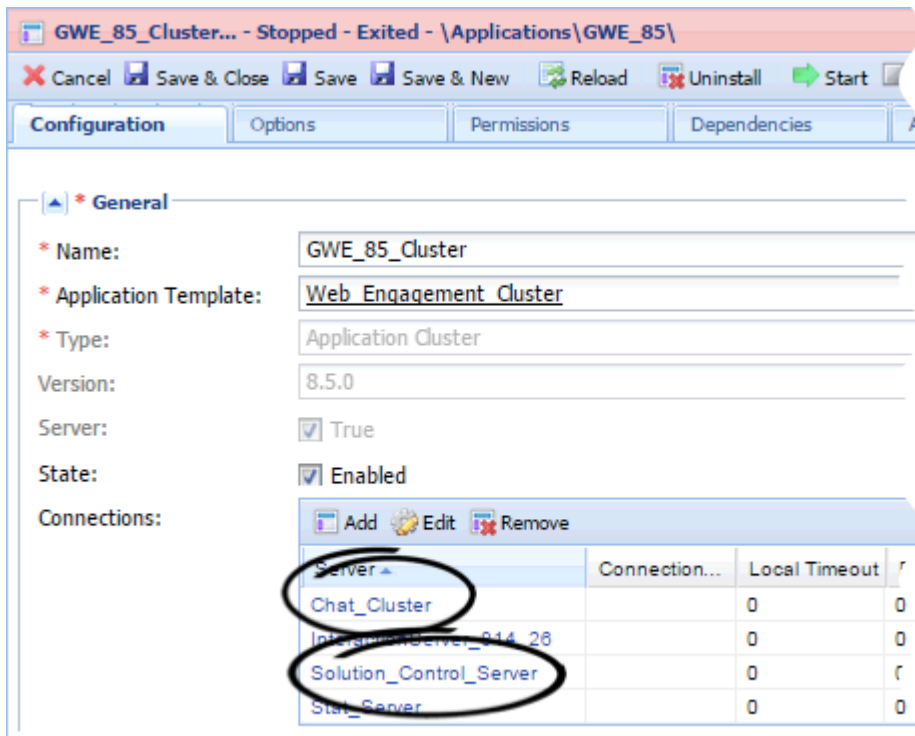 GWE_85_Cluster... - Stopped - Exited - \Applications\GWE_85\
Cancel Save & Close Save Save & New Reload Uninstall Start
Configuration Options Permissions Dependencies
* General
* Name: GWE_85_Cluster
* Application Template: Web_Engagement_Cluster
* Type: Application Cluster
Version: 8.5.0
Server: True
State: Enabled
Connections: Add Edit Remove
Server Connection... Local Timeout
Chat_Cluster 0 0
InteractionServer_814_26 0 0
Solution_Control_Server 0
Stat_Server 0 0